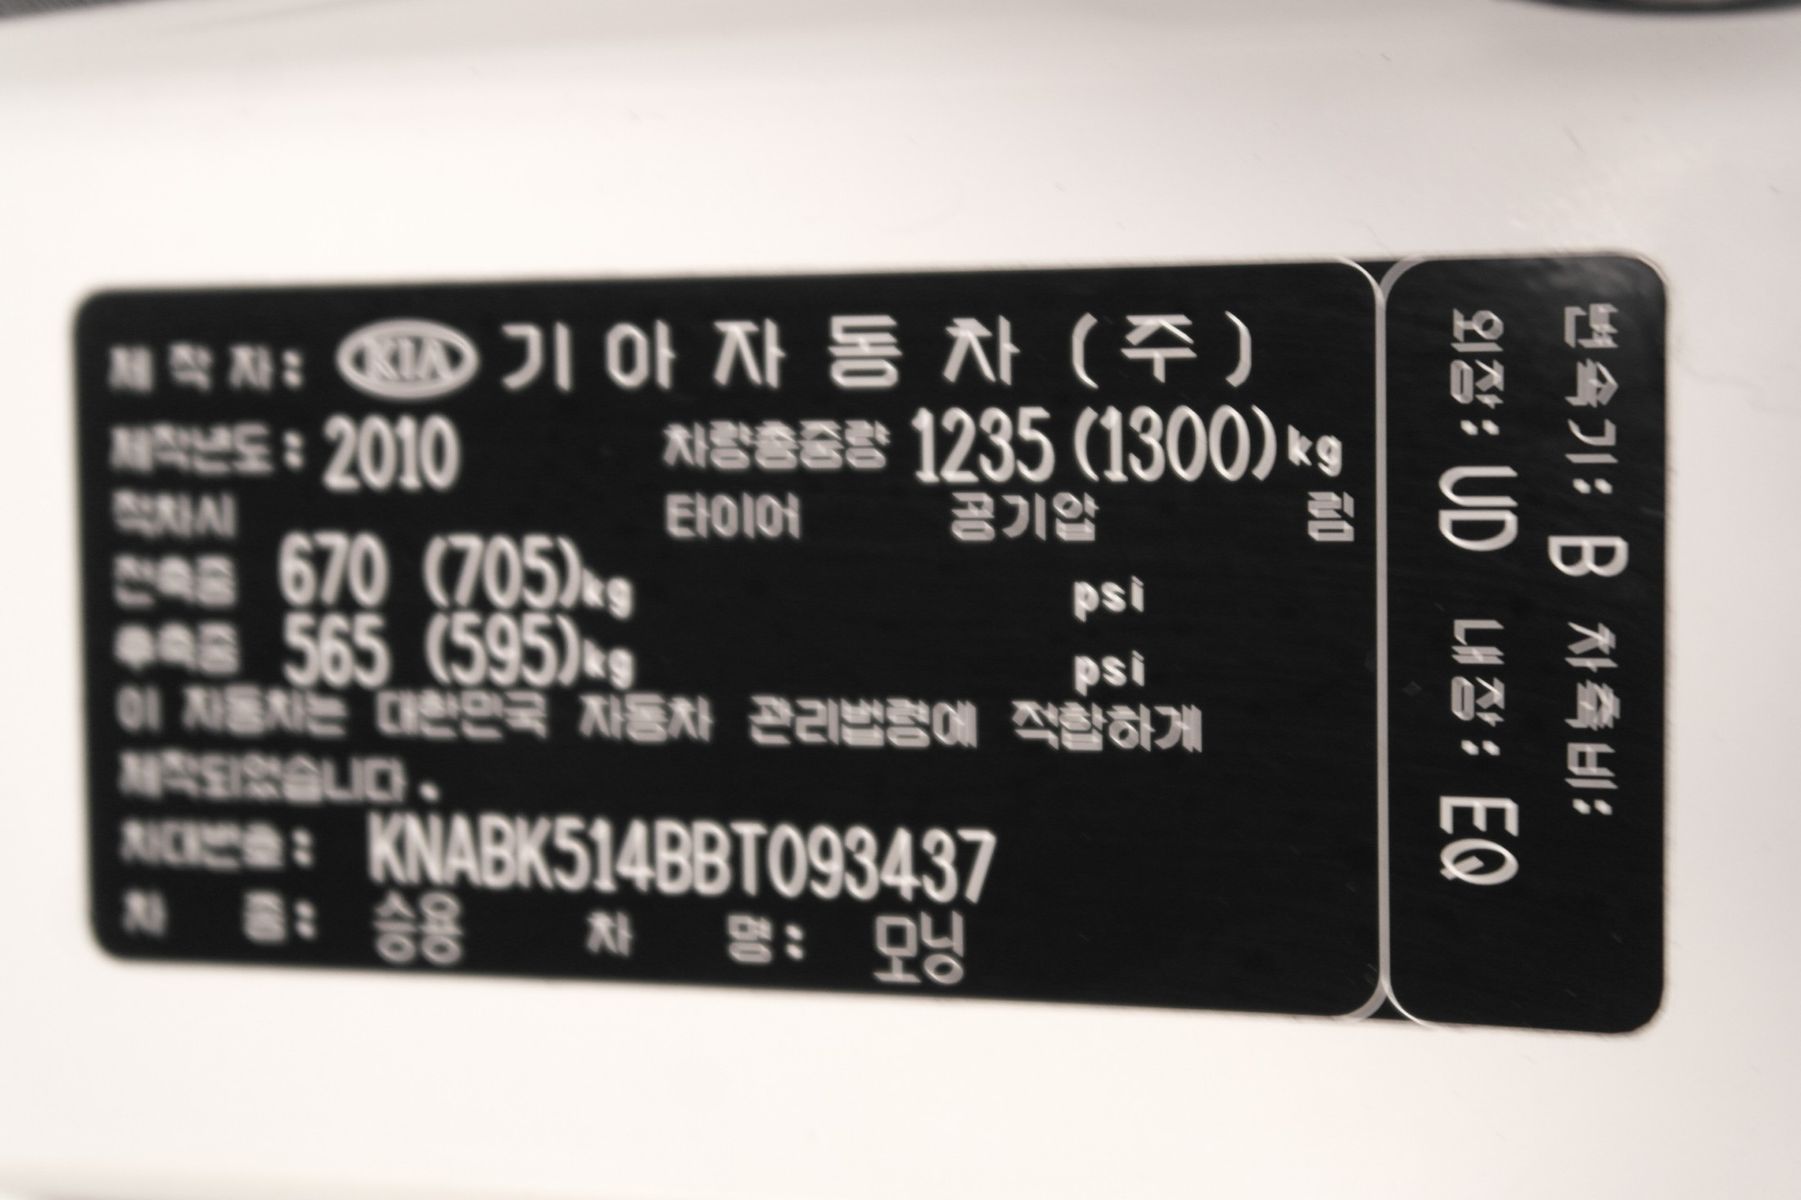 제작자: KIA 기아자동차(주)
제작년도: 2010 차량총중량 1235 (1300)kg
적차시 타이어 공기압 림
전축중 670 (705)kg psi
후축중 565 (595)kg psi
이 자동차는 대한민국 자동차 관리법령에 적합하게
제작되었습니다.
차대번호: KNABK514BBT093437
차 종: 승용 차 명: 모닝
변속기: B 차축비:
외장: UD 내장: EQ